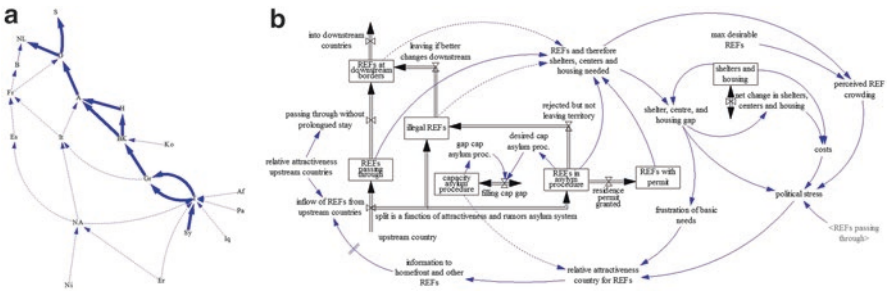 a
S
NL
D
B
Fr
A
H
Es
It
BK
Ko
Gr
Af
Pa
NA
Sy
Iq
Ni
Er
b
into downstream
countries
leaving if better
changes downstream
REFs at
downstream
borders
REFs and therefore
shelters, centers and
housing needed
max desirable
REFs
shelters and
housing
perceived REF
crowding
passing through without
prolonged stay
illegal REFs
rejected but not
leaving territory
shelter, centre, and
housing gap
net change in shelters,
centers and housing
costs
relative attractiveness
upstream countries
REFs
passing
through
gap cap
asylum proc.
desired cap
asylum proc.
capacity
asylum
procedure
filling cap gap
REFs in
asylum procedure
REFs with
permit
residence
permit
granted
political stress
inflow of REFs from
upstream countries
split is a function of attractiveness and rumors asylum system
upstream country
frustration of basic
needs
<REFs passing
through>
information to
homefront and other
REFs
relative attractiveness
country for REFs